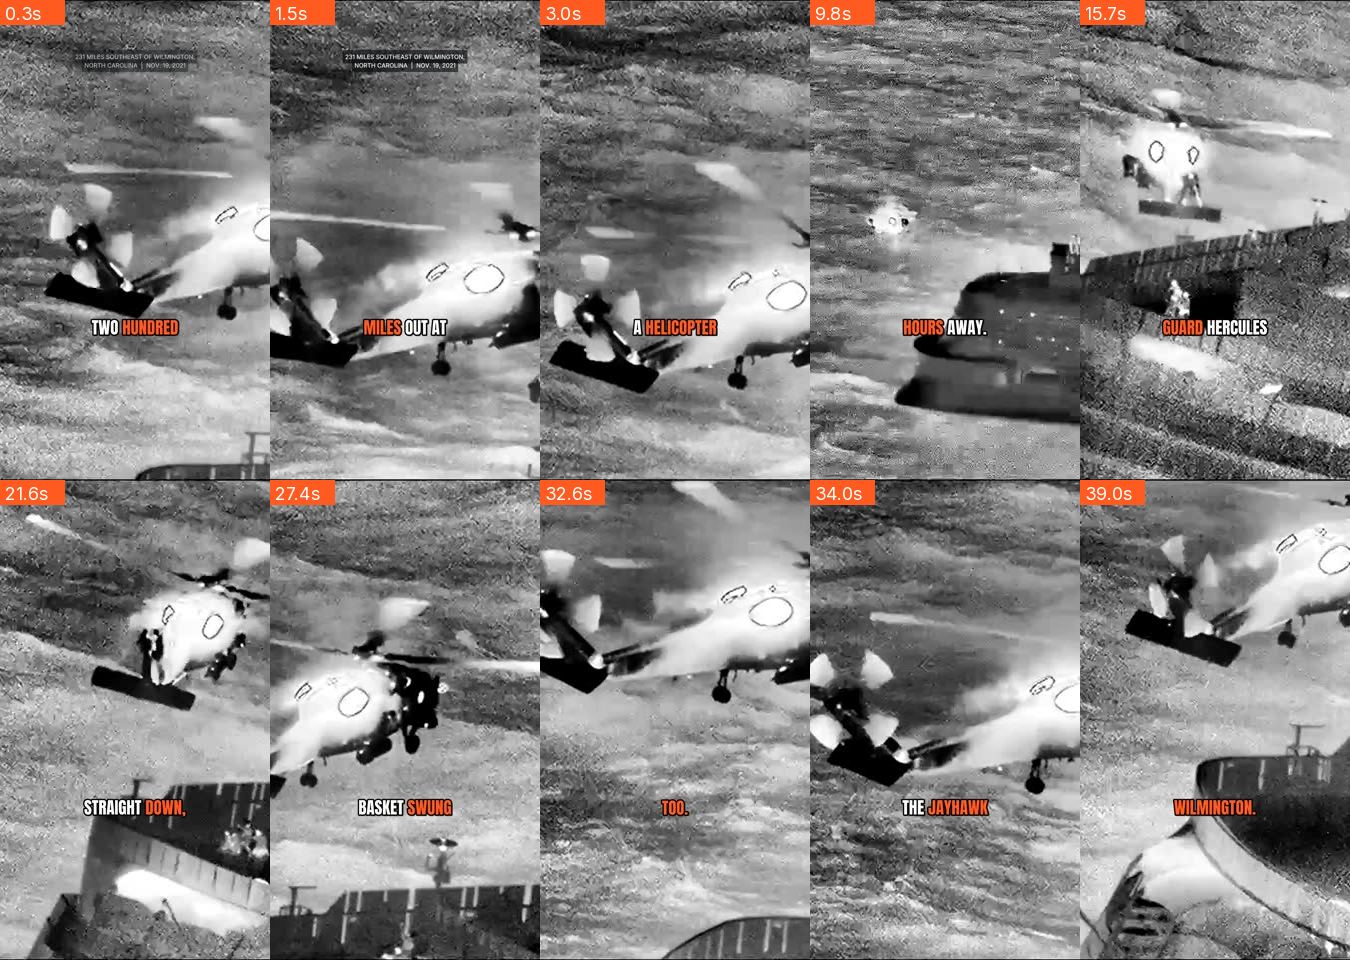 0.3s
231 MILES SOUTHEAST OF WILMINGTON,
NORTH CAROLINA | NOV. 19, 2021
TWO HUNDRED
1.5s
231 MILES SOUTHEAST OF WILMINGTON,
NORTH CAROLINA | NOV. 19, 2021
MILES OUT AT
3.0s
A HELICOPTER
9.8s
HOURS AWAY.
15.7s
GUARD HERCULES
21.6s
STRAIGHT DOWN,
27.4s
BASKET SWUNG
32.6s
TOO.
34.0s
THE JAYHAWK
39.0s
WILMINGTON.